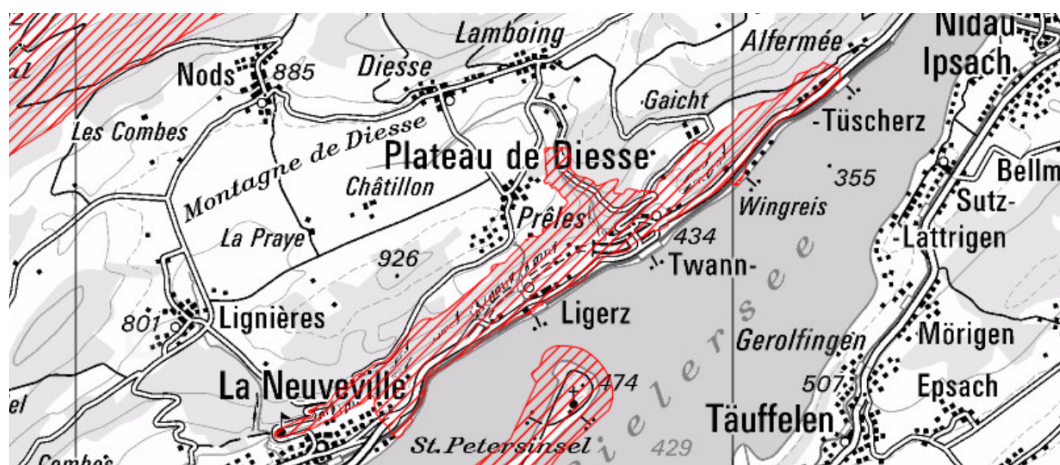 Nidau
Ipsach
Lamboing
Alfermée
Nods
885
Diesse
Gaicht
Les Combes
-Tüscherz
Montagne de Diesse
Plateau de Diesse
Bellm
355
Châtillon
Sutz-
Wingreis
Prêles
La Praye
434
Lattrigen
926
Twann-
801
Lignières
Ligerz
Gerolfingen
Mörigen
La Neuveville
474
507
Epsach
Täuffelen
St. Petersinsel
429
ielersee
Combes